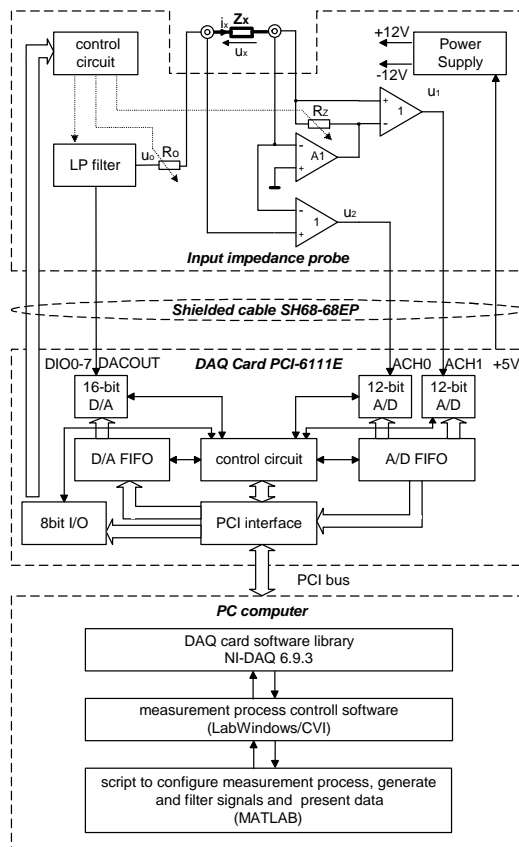 control
circuit
ix
Zx
ux
+12V
-12V
Power
Supply
LP filter
uo
Ro
RZ
A1
1
u1
1
u2
Input impedance probe
Shielded cable SH68-68EP
DIO0-7
DACOUT
DAQ Card PCI-6111E
ACH0
ACH1
+5V
16-bit
D/A
12-bit
A/D
12-bit
A/D
D/A FIFO
control circuit
A/D FIFO
8bit I/O
PCI interface
PCI bus
PC computer
DAQ card software library
NI-DAQ 6.9.3
measurement process controll software
(LabWindows/CVI)
script to configure measurement process, generate
and filter signals and present data
(MATLAB)